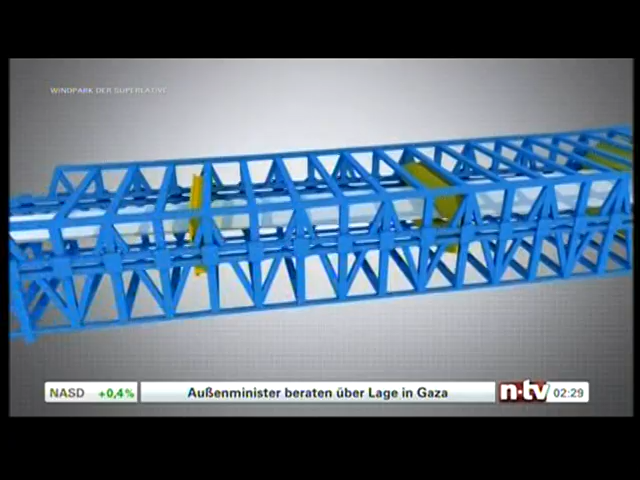 WINDPARK DER SUPERLATIVE
NASD +0,4% Außenminister beraten über Lage in Gaza n-tv 02:29